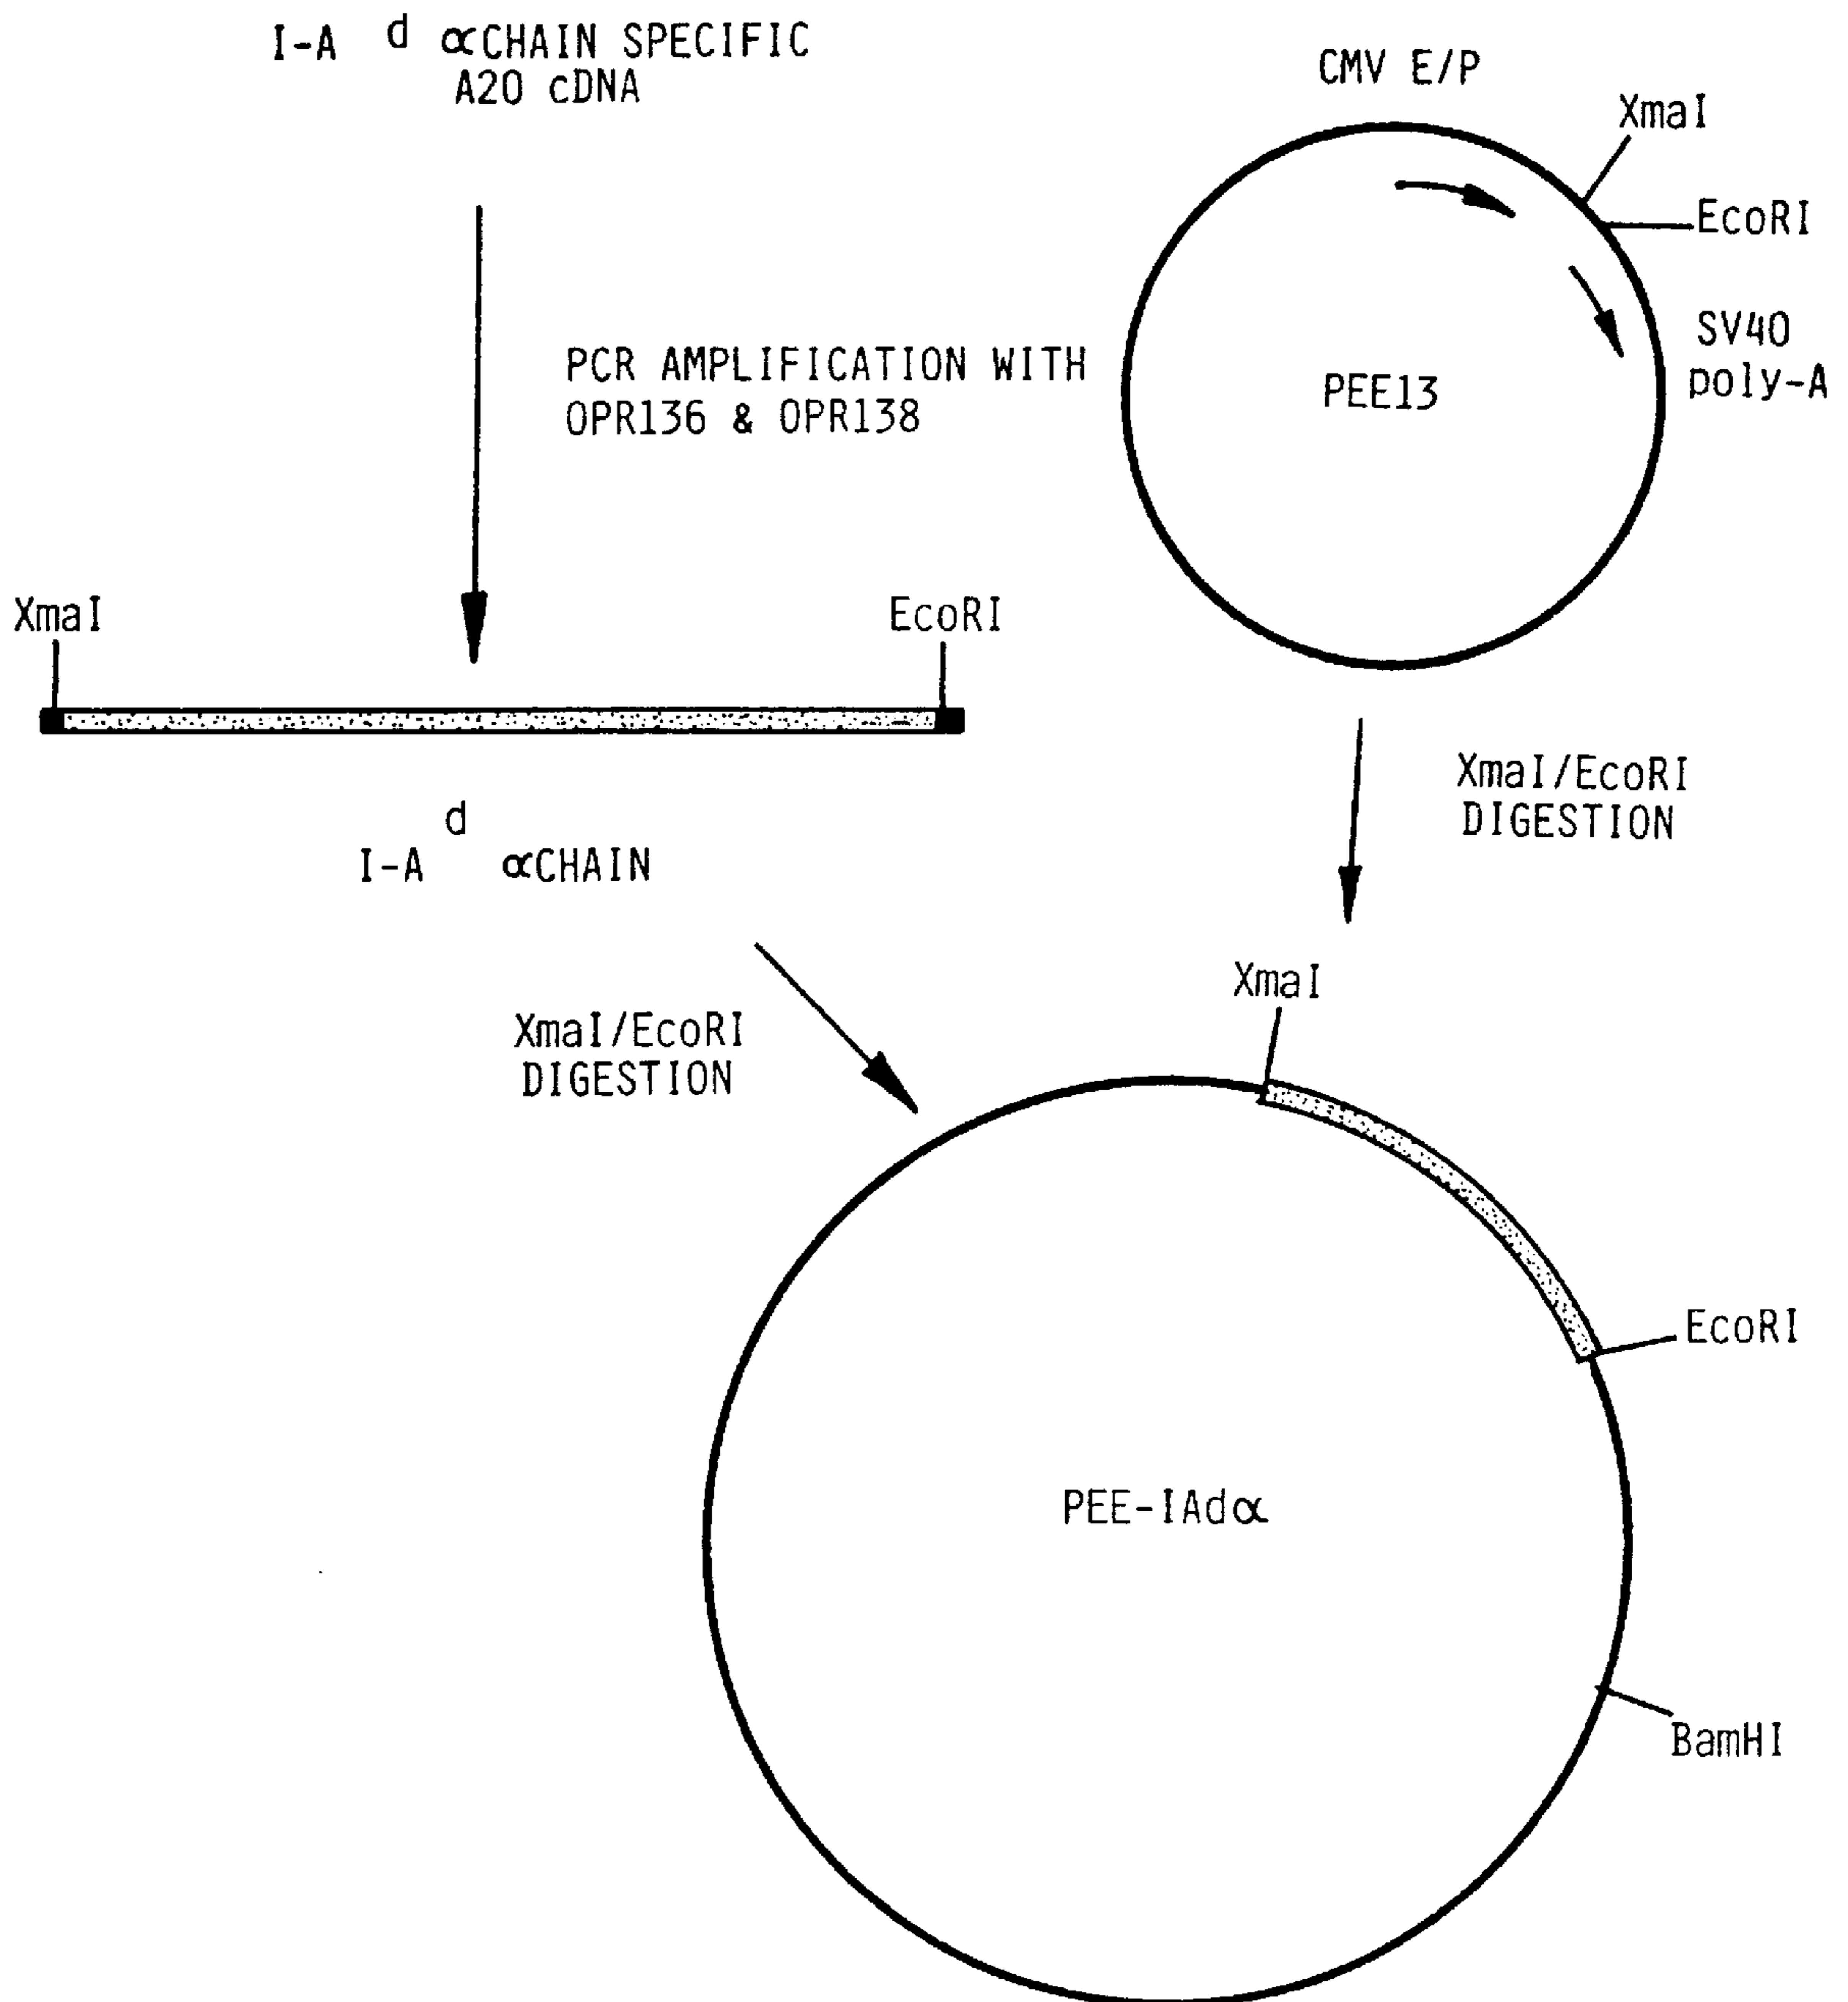 I-A d αCHAIN SPECIFIC
A20 cDNA
CMV E/P
XmaI
EcoRI
SV40
poly-A
PEE13
PCR AMPLIFICATION WITH
OPR136 & OPR138
XmaI
EcoRI
d
I-A αCHAIN
XmaI/EcoRI
DIGESTION
XmaI/EcoRI
DIGESTION
XmaI
EcoRI
PEE-IAdα
BamHI